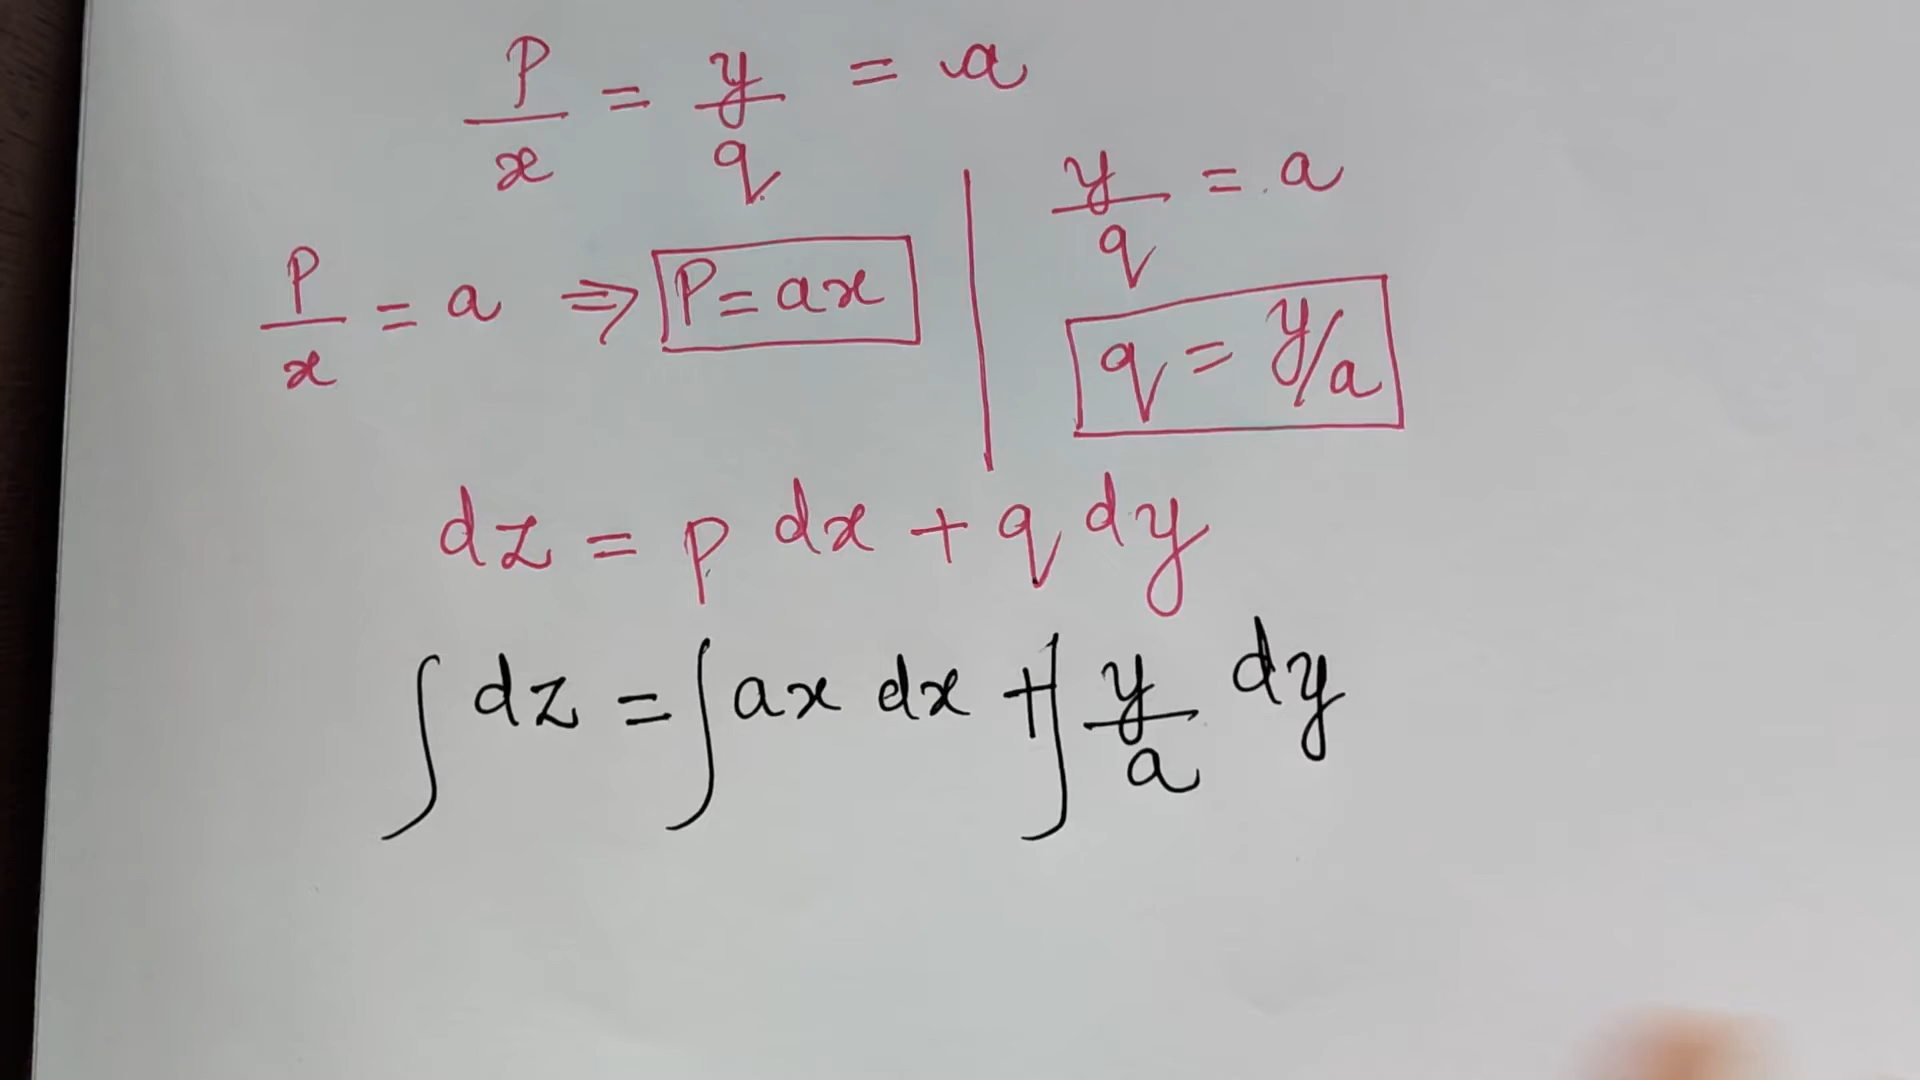 P/x = y/q = a
P/x = a ⇒ P = ax
y/q = a
q = y/a
dz = p dx + q dy
∫ dz = ∫ ax dx + ∫ y/a dy